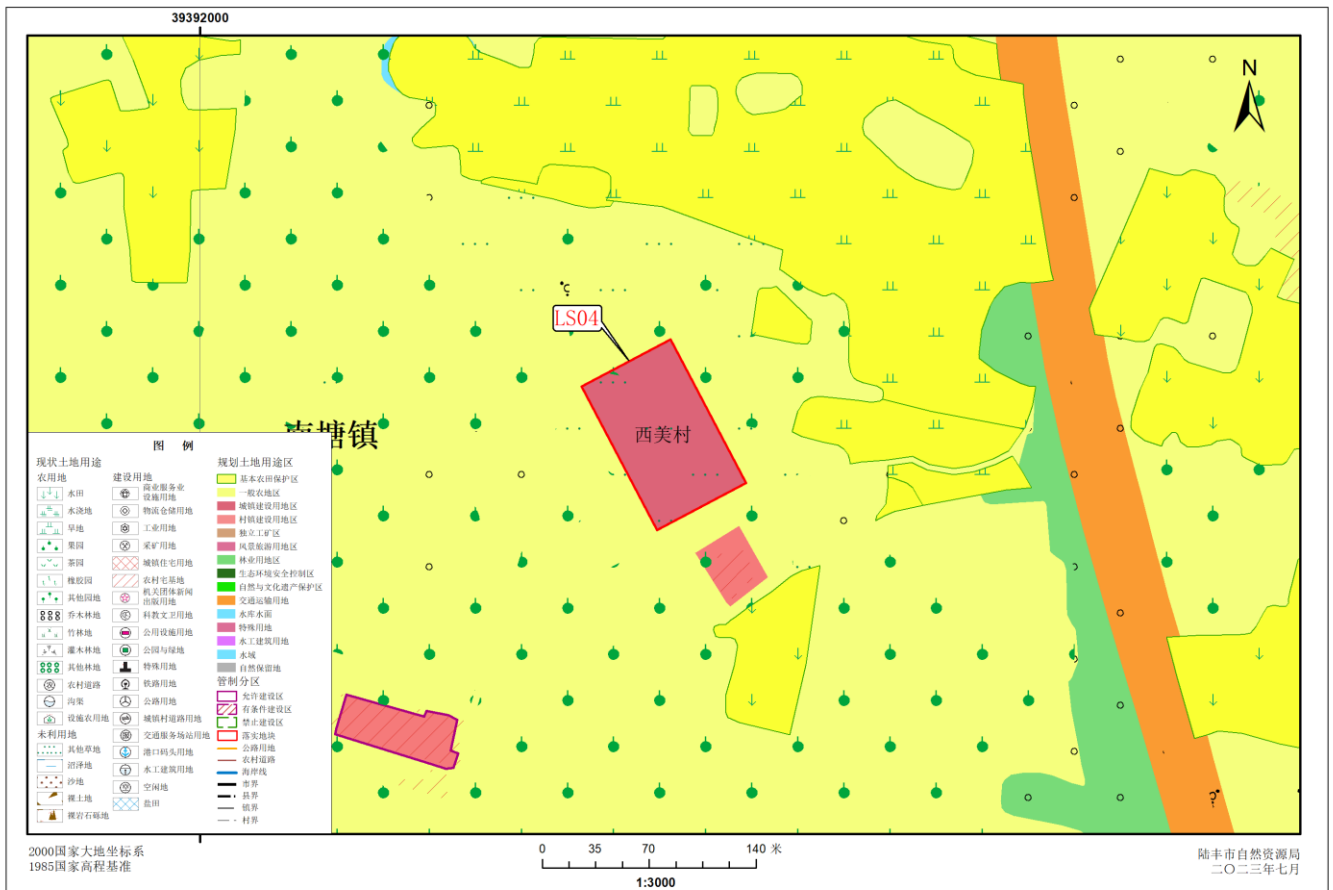 39392000
N
LS04
西美村
南塘镇
图 例
现状土地用途
农用地
水田
水浇地
旱地
果园
茶园
橡胶园
其他园地
乔木林地
竹林地
灌木林地
其他林地
农村道路
沟渠
设施农用地
未利用地
其他草地
沼泽地
沙地
裸土地
裸岩石砾地
建设用地
商业服务业
设施用地
物流仓储用地
工业用地
采矿用地
城镇住宅用地
农村宅基地
机关团体新闻
出版用地
科教文卫用地
公用设施用地
公园与绿地
特殊用地
铁路用地
公路用地
城镇村道路用地
交通服务场站用地
港口码头用地
水工建筑用地
空闲地
盐田
规划土地用途区
基本农田保护区
一般农地区
城镇建设用地区
村镇建设用地区
独立工矿区
风景旅游用地区
林业用地区
生态环境安全控制区
自然与文化遗产保护区
交通运输用地
水库水面
特殊用地
水工建筑用地
水域
自然保留地
管制分区
允许建设区
有条件建设区
禁止建设区
落实地块
公路用地
农村道路
海岸线
市界
县界
镇界
村界
2000国家大地坐标系
1985国家高程基准
0 35 70 140 米
1:3000
陆丰市自然资源局
二〇二三年七月